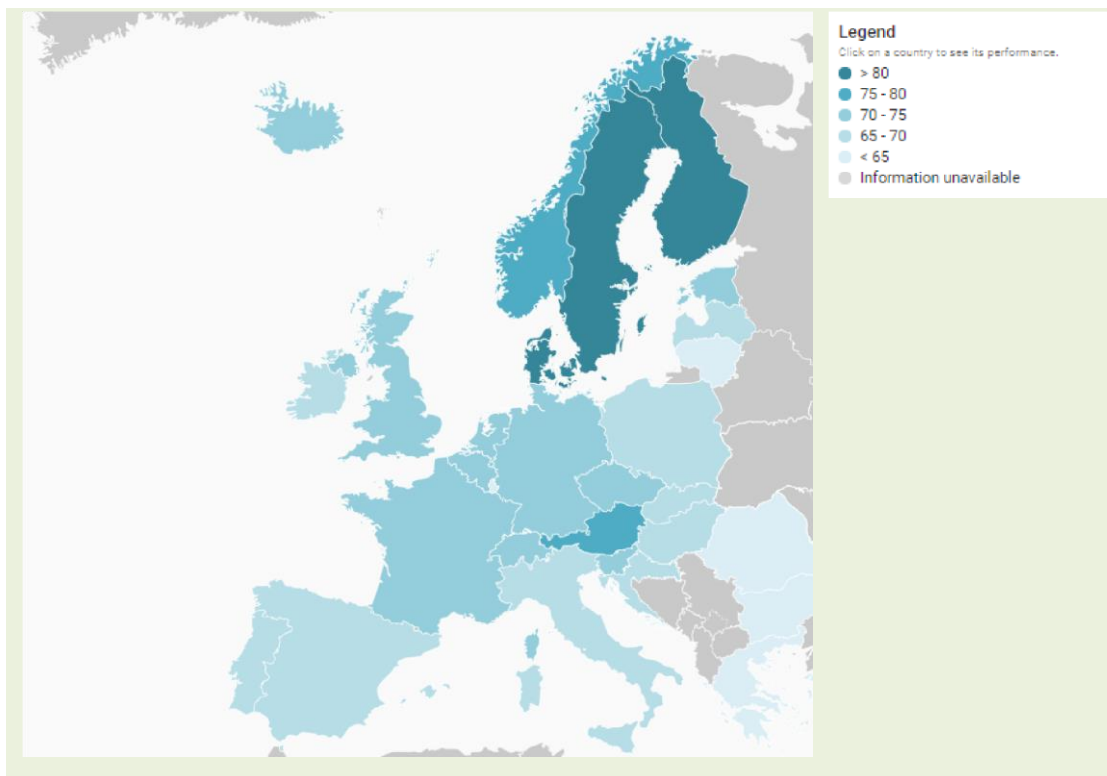 Legend
Click on a country to see its performance.
> 80
75 - 80
70 - 75
65 - 70
< 65
Information unavailable